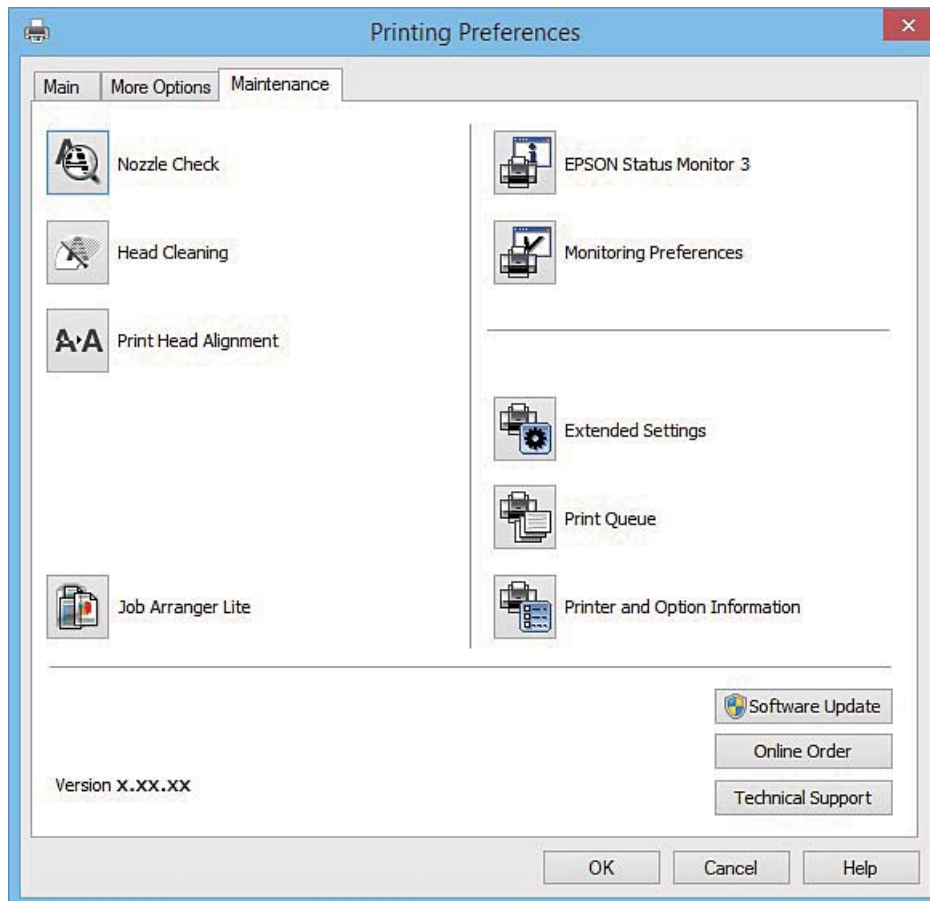 Printing Preferences
Main
More Options
Maintenance
Nozzle Check
Head Cleaning
A·A Print Head Alignment
Job Arranger Lite
EPSON Status Monitor 3
Monitoring Preferences
Extended Settings
Print Queue
Printer and Option Information
Software Update
Online Order
Technical Support
Version x.xx.xx
OK
Cancel
Help